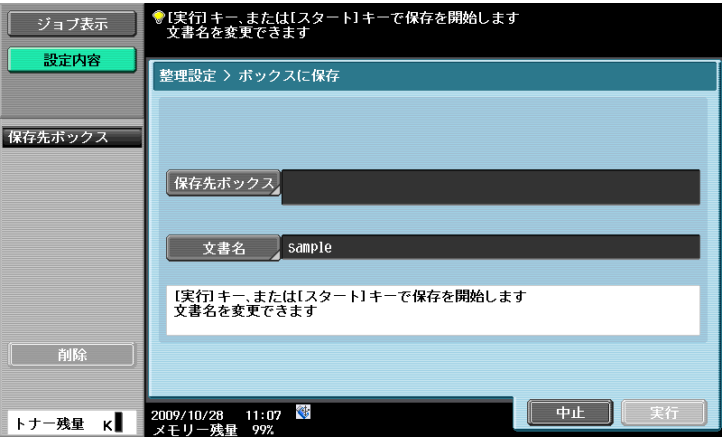 ジョブ表示
設定内容
保存先ボックス
削除
トナー残量 K
[実行]キー、または[スタート]キーで保存を開始します
文書名を変更できます
整理設定 > ボックスに保存
保存先ボックス
文書名 sample
[実行]キー、または[スタート]キーで保存を開始します
文書名を変更できます
中止 実行
2009/10/28 11:07
メモリー残量 99%